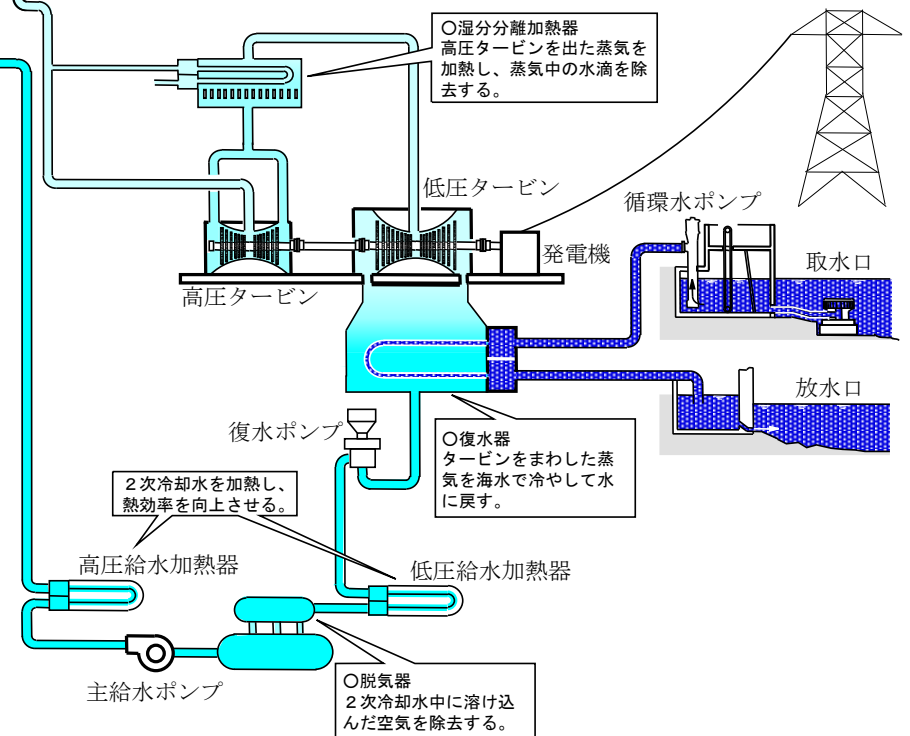 ○湿分分離加熱器
高圧タービンを出た蒸気を
加熱し、蒸気中の水滴を除
去する。
低圧タービン
循環水ポンプ
発電機
取水口
高圧タービン
放水口
復水ポンプ
○復水器
タービンをまわした蒸
気を海水で冷やして水
に戻す。
２次冷却水を加熱し、
熱効率を向上させる。
高圧給水加熱器
低圧給水加熱器
主給水ポンプ
○脱気器
２次冷却水中に溶け込
んだ空気を除去する。